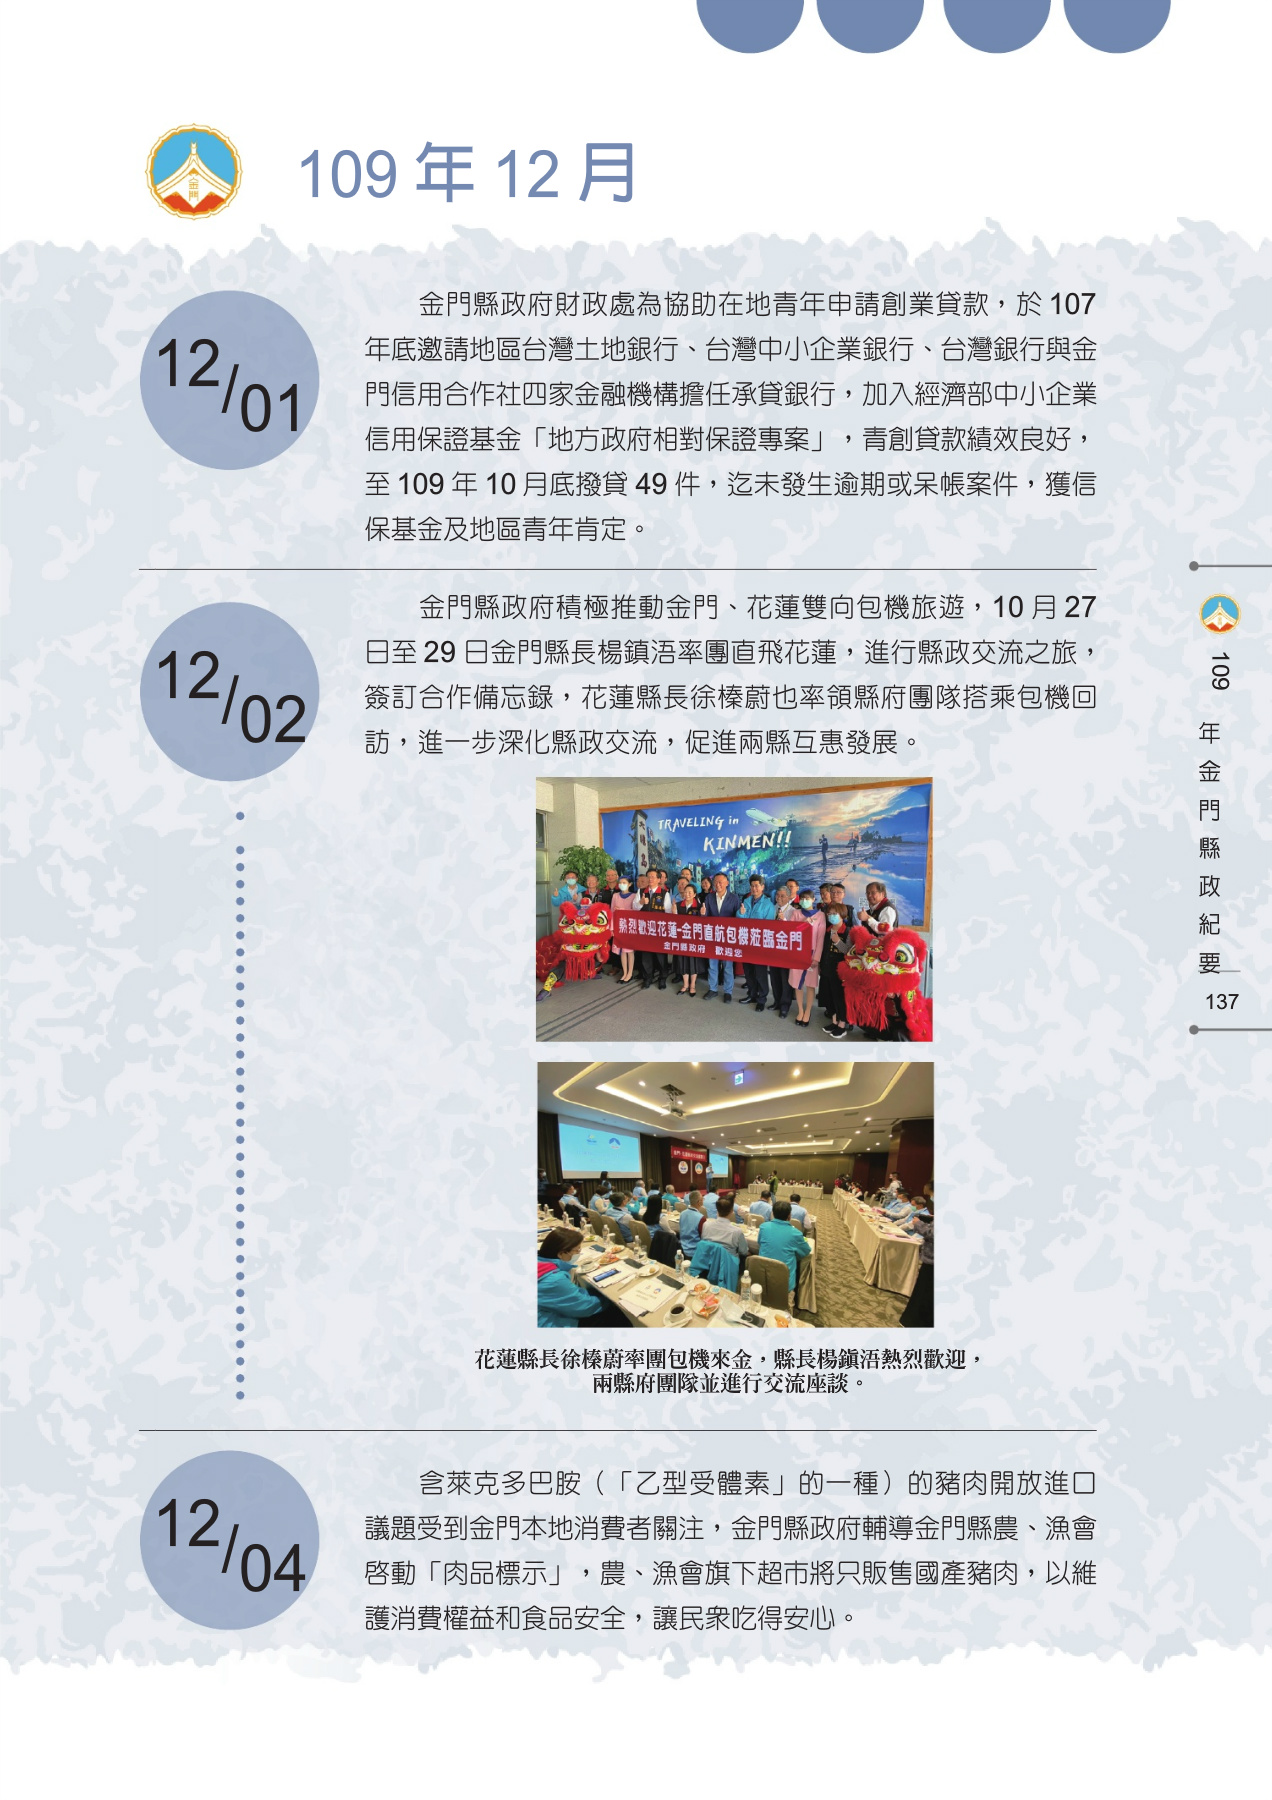 109 年 12 月
12/01
金門縣政府財政處為協助在地青年申請創業貸款，於 107
年底邀請地區台灣土地銀行、台灣中小企業銀行、台灣銀行與金
門信用合作社四家金融機構擔任承貸銀行，加入經濟部中小企業
信用保證基金「地方政府相對保證專案」，青創貸款績效良好，
至 109 年 10 月底撥貸 49 件，迄未發生逾期或呆帳案件，獲信
保基金及地區青年肯定。
12/02
金門縣政府積極推動金門、花蓮雙向包機旅遊，10 月 27
日至 29 日金門縣長楊鎮浯率團直飛花蓮，進行縣政交流之旅，
簽訂合作備忘錄，花蓮縣長徐榛蔚也率領縣府團隊搭乘包機回
訪，進一步深化縣政交流，促進兩縣互惠發展。
TRAVELING in
KINMEN!!
熱烈歡迎花蓮-金門直航包機蒞臨金門
金門縣政府 歡迎您
花蓮縣長徐榛蔚率團包機來金，縣長楊鎮浯熱烈歡迎，
兩縣府團隊並進行交流座談。
12/04
含萊克多巴胺（「乙型受體素」的一種）的豬肉開放進口
議題受到金門本地消費者關注，金門縣政府輔導金門縣農、漁會
啓動「肉品標示」，農、漁會旗下超市將只販售國產豬肉，以維
護消費權益和食品安全，讓民眾吃得安心。
109 年金門縣政紀要
137
金門